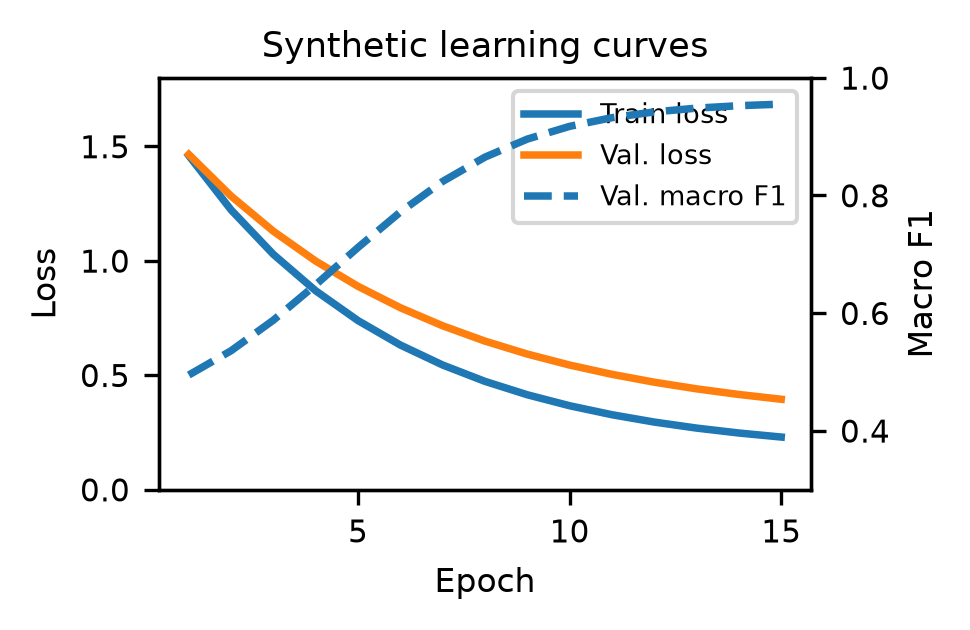 Synthetic learning curves
1.5
1.0
0.5
0.0
Loss
1.0
0.8
0.6
0.4
Macro F1
Train loss
Val. loss
Val. macro F1
5
10
15
Epoch